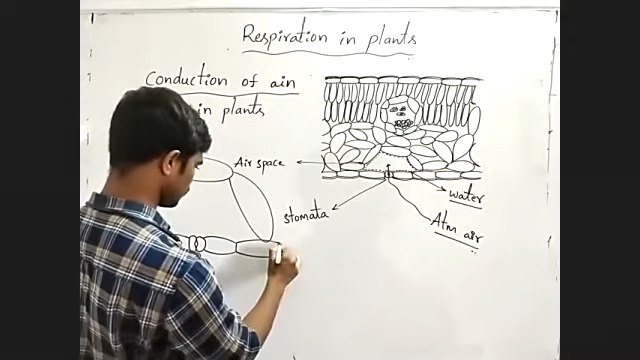 Respiration in plants
Conduction of air
in plants
Air space
stomata
water
Atm air